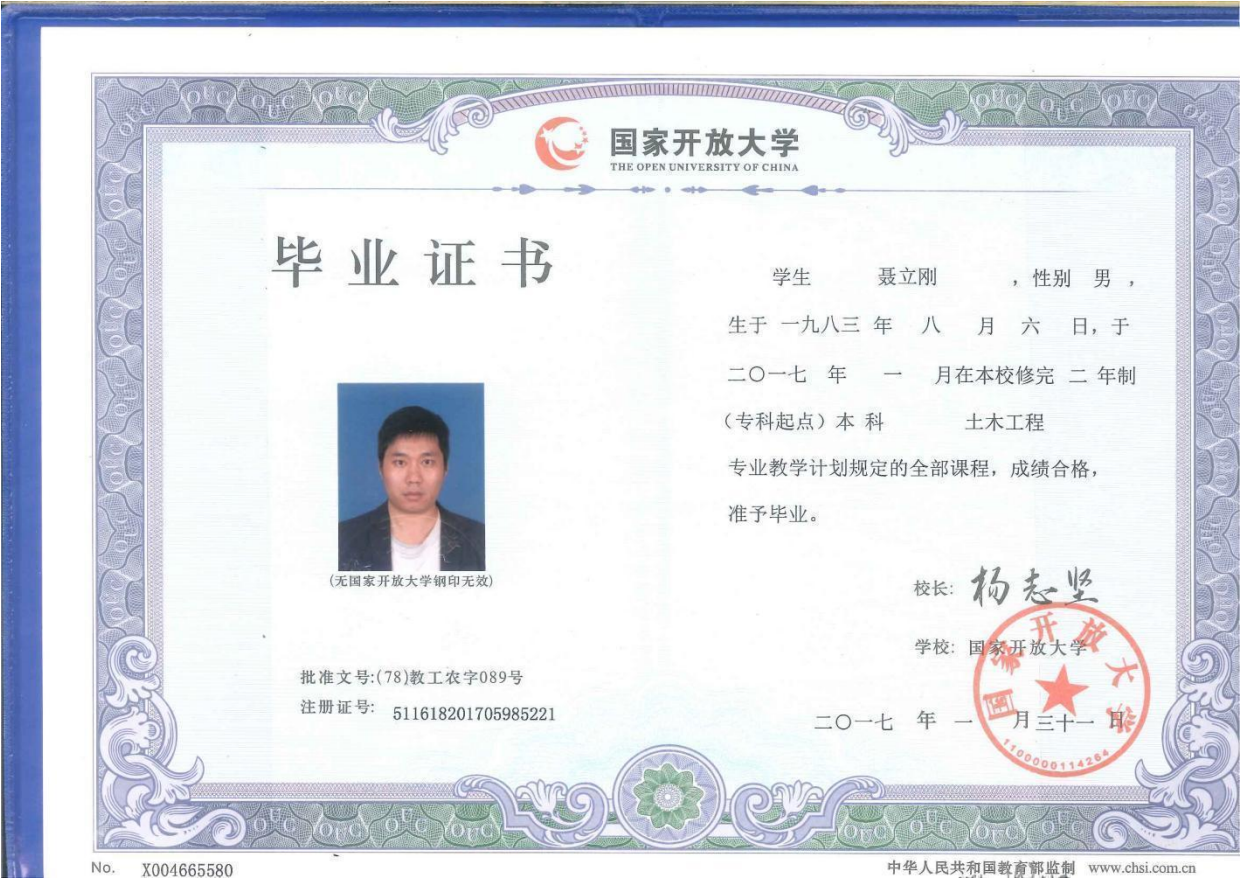 国家开放大学
THE OPEN UNIVERSITY OF CHINA
毕业证书
(无国家开放大学钢印无效)
批准文号:(78)教工农字089号
注册证号: 511618201705985221
学生 聂立刚 ，性别 男 ，
生于 一九八三 年 八 月 六 日，于
二〇一七 年 一 月在本校修完 二 年制
（专科起点）本 科 土木工程
专业教学计划规定的全部课程，成绩合格，
准予毕业。
校长: 杨志坚
学校: 国家开放大学
二〇一七 年 一 月三十一 日
国家开放大学
1100000114264
No. X004665580
中华人民共和国教育部监制 www.chsi.com.cn